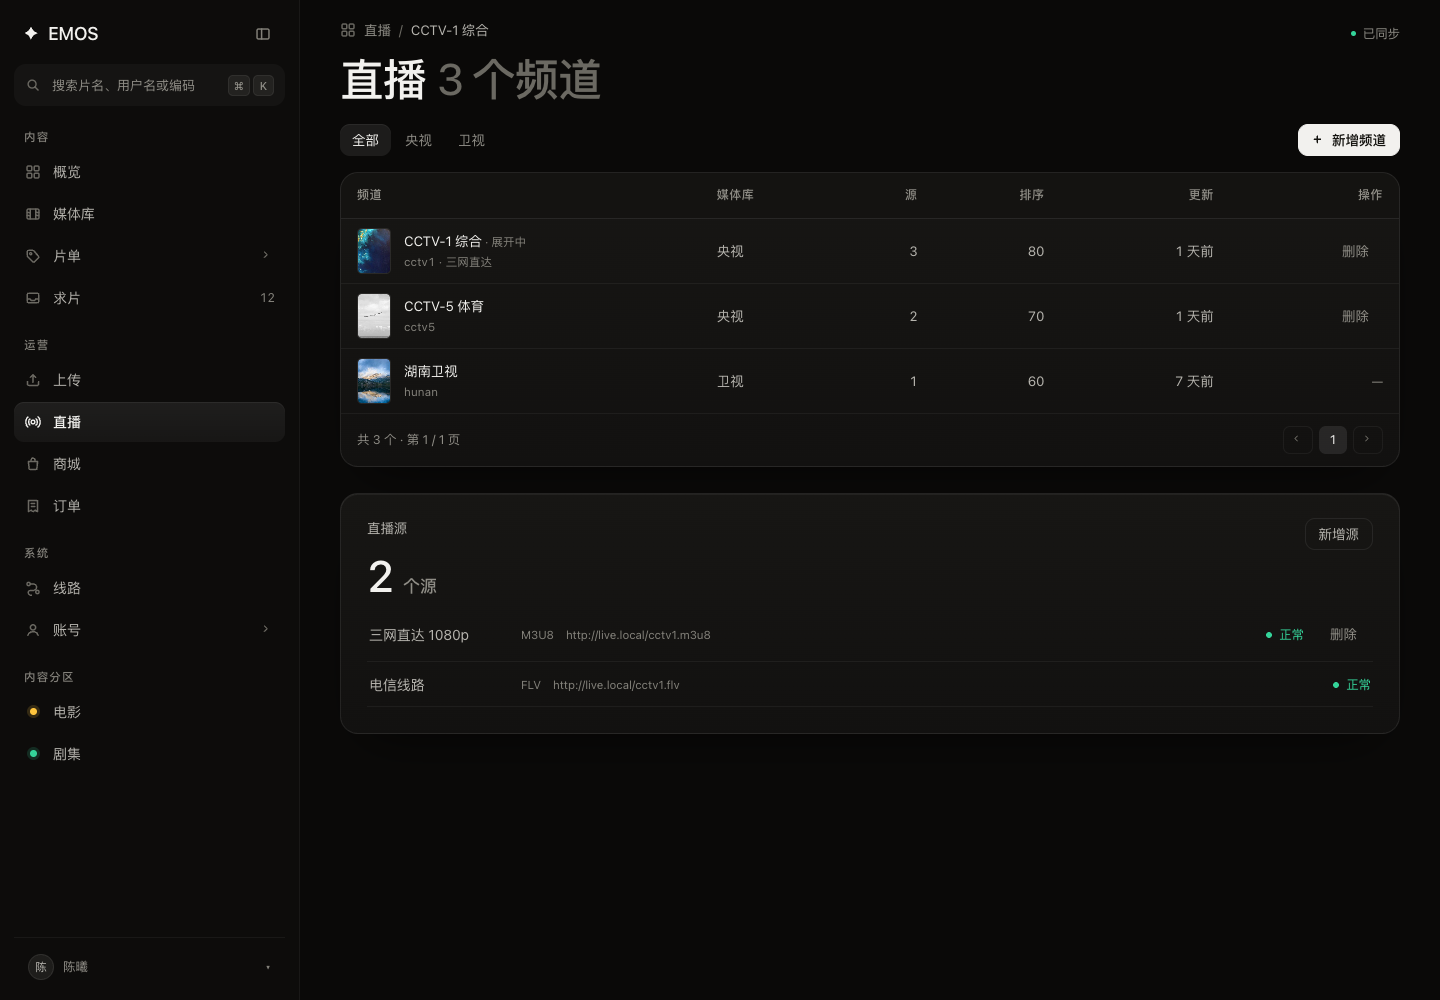 EMOS
搜索片名、用户名或编码 ⌘ K
内容
概览
媒体库
片单
求片 12
运营
上传
直播
商城
订单
系统
线路
账号
内容分区
电影
剧集
陈 陈曦
直播 / CCTV-1 综合
已同步
直播 3 个频道
全部 央视 卫视
+ 新增频道
频道 媒体库 源 排序 更新 操作
CCTV-1 综合 · 展开中
cctv1 · 三网直达
央视 3 80 1 天前 删除
CCTV-5 体育
cctv5
央视 2 70 1 天前 删除
湖南卫视
hunan
卫视 1 60 7 天前 —
共 3 个 · 第 1 / 1 页
‹ 1 ›
直播源
新增源
2 个源
三网直达 1080p M3U8 http://live.local/cctv1.m3u8 正常 删除
电信线路 FLV http://live.local/cctv1.flv 正常